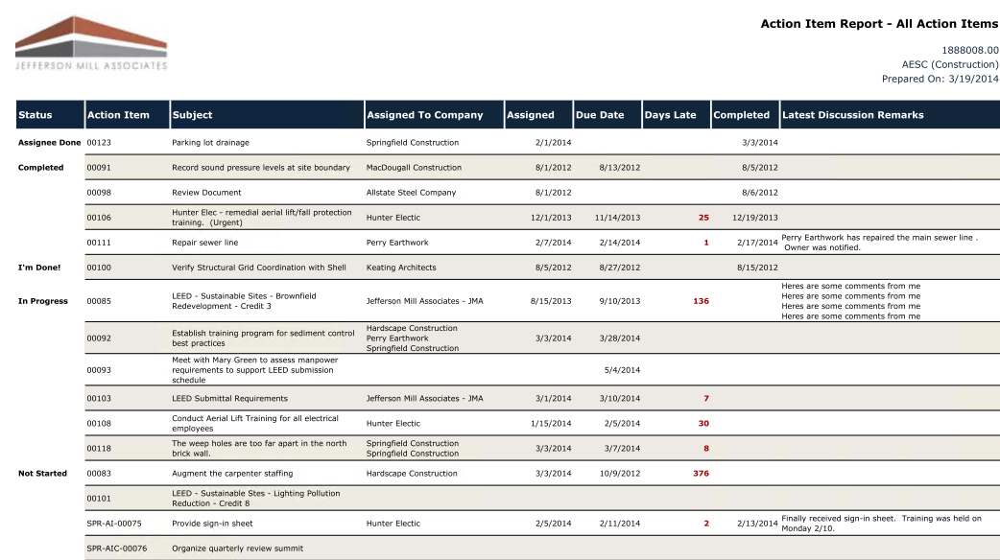 JEFFERSON MILL ASSOCIATES
Action Item Report - All Action Items
1888008.00
AESC (Construction)
Prepared On: 3/19/2014
Status Action Item Subject Assigned To Company Assigned Due Date Days Late Completed Latest Discussion Remarks
Assignee Done 00123 Parking lot drainage Springfield Construction 2/1/2014 3/3/2014
Completed 00091 Record sound pressure levels at site boundary MacDougall Construction 8/1/2012 8/13/2012 8/5/2012
00098 Review Document Allstate Steel Company 8/1/2012 8/6/2012
00106 Hunter Elec - remedial aerial lift/fall protection
training. (Urgent) Hunter Electic 12/1/2013 11/14/2013 25 12/19/2013
00111 Repair sewer line Perry Earthwork 2/7/2014 2/14/2014 1 2/17/2014 Perry Earthwork has repaired the main sewer line .
Owner was notified.
I'm Done! 00100 Verify Structural Grid Coordination with Shell Keating Architects 8/5/2012 8/27/2012 8/15/2012
In Progress 00085 LEED - Sustainable Sites - Brownfield
Redevelopment - Credit 3 Jefferson Mill Associates - JMA 8/15/2013 9/10/2013 136 Heres are some comments from me
Heres are some comments from me
Heres are some comments from me
Heres are some comments from me
00092 Establish training program for sediment control
best practices Hardscape Construction
Perry Earthwork
Springfield Construction 3/3/2014 3/28/2014
00093 Meet with Mary Green to assess manpower
requirements to support LEED submission
schedule 5/4/2014
00103 LEED Submittal Requirements Jefferson Mill Associates - JMA 3/1/2014 3/10/2014 7
00108 Conduct Aerial Lift Training for all electrical
employees Hunter Electic 1/15/2014 2/5/2014 30
00118 The weep holes are too far apart in the north
brick wall. Springfield Construction
Springfield Construction 3/3/2014 3/7/2014 8
Not Started 00083 Augment the carpenter staffing Hardscape Construction 3/3/2014 10/9/2012 376
00101 LEED - Sustainable Stes - Lighting Pollution
Reduction - Credit 8
SPR-AI-00075 Provide sign-in sheet Hunter Electic 2/5/2014 2/11/2014 2 2/13/2014 Finally received sign-in sheet. Training was held on
Monday 2/10.
SPR-AIC-00076 Organize quarterly review summit